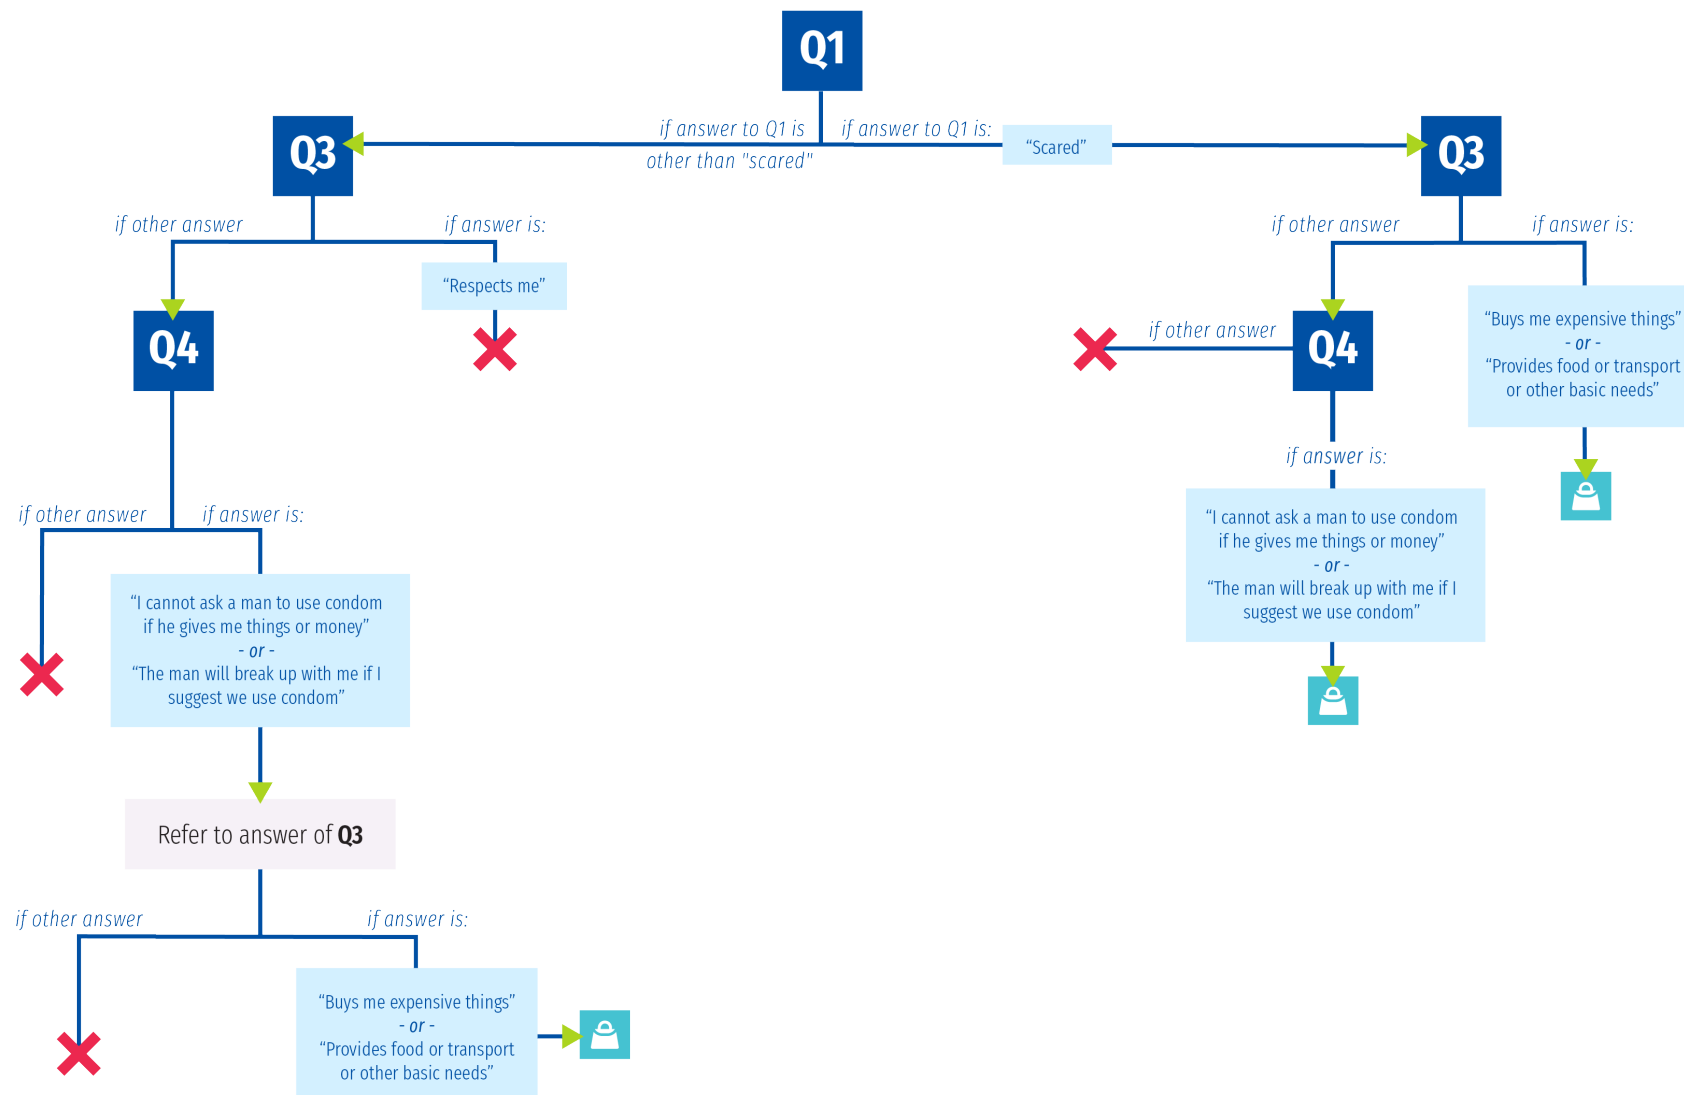 Q1
if answer to Q1 is
other than "scared"
if answer to Q1 is:
“Scared”
Q3
if other answer
if answer is:
“Respects me”
Q4
if other answer
if answer is:
“I cannot ask a man to use condom
if he gives me things or money”
- or -
“The man will break up with me if I
suggest we use condom”
Refer to answer of Q3
if other answer
if answer is:
“Buys me expensive things”
- or -
“Provides food or transport
or other basic needs”
Q3
if other answer
if answer is:
“Buys me expensive things”
- or -
“Provides food or transport
or other basic needs”
if other answer
Q4
if answer is:
“I cannot ask a man to use condom
if he gives me things or money”
- or -
“The man will break up with me if I
suggest we use condom”